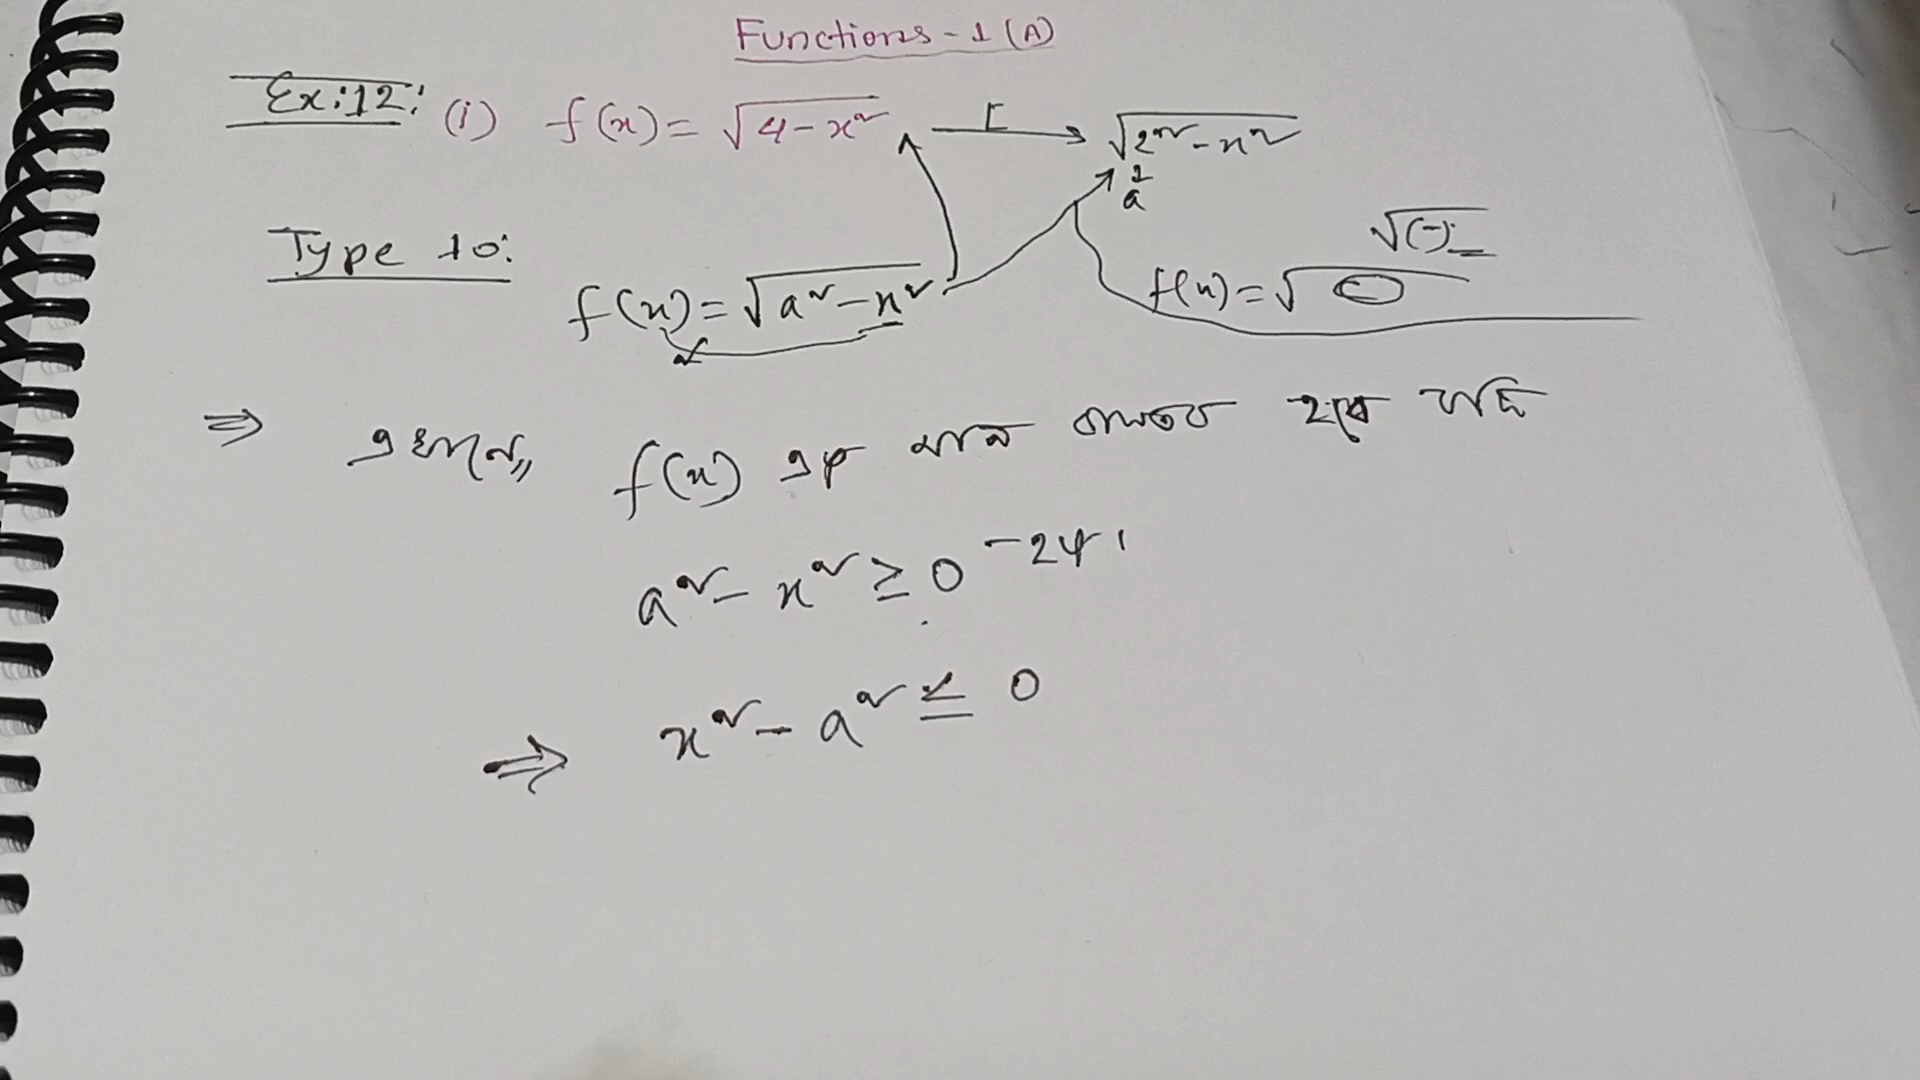 Functions - 1 (A)
Ex:12: (i) f(x) = √4-x² → √2²-x²
a
√(-)
Type 10: f(x) = √a²-x²
f(x) = √(-)
⇒ এখানে,, f(x) এর মান বাস্তব হবে যদি
a² - x² ≥ 0 হয়।
⇒ x² - a² ≤ 0